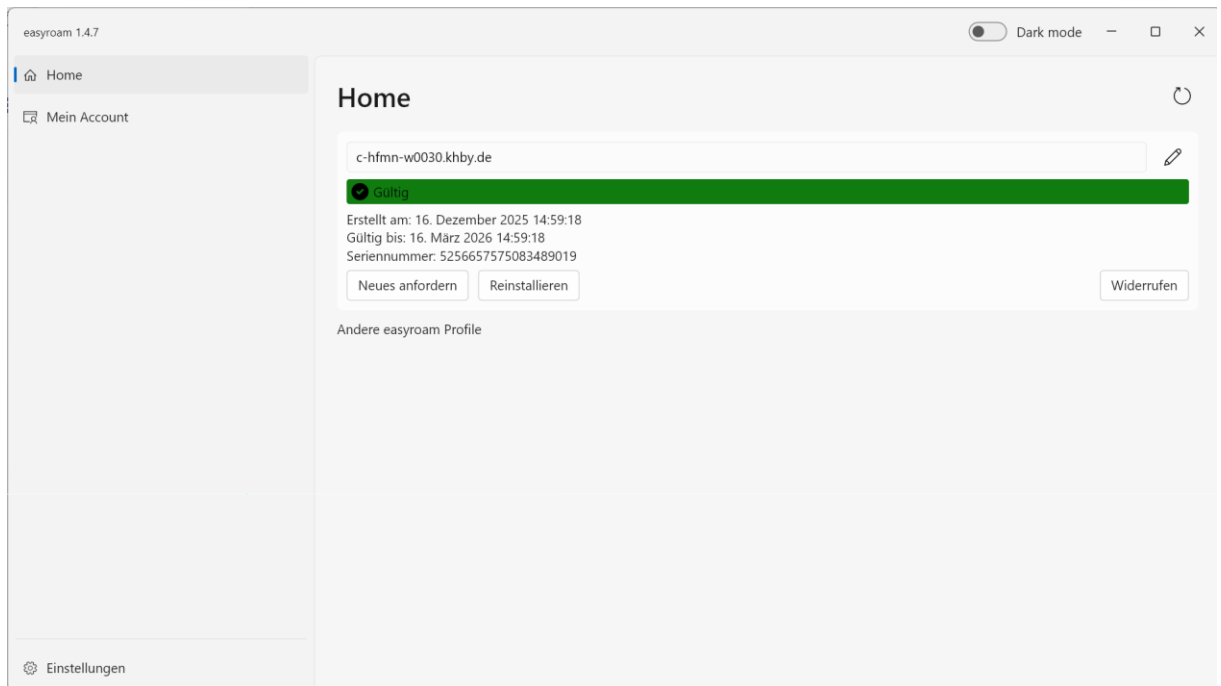 easyroam 1.4.7
Dark mode
Home
Mein Account
Home
c-hfmn-w0030.khby.de
Gültig
Erstellt am: 16. Dezember 2025 14:59:18
Gültig bis: 16. März 2026 14:59:18
Seriennummer: 5256657575083489019
Neues anfordern
Reinstallieren
Widerrufen
Andere easyroam Profile
Einstellungen